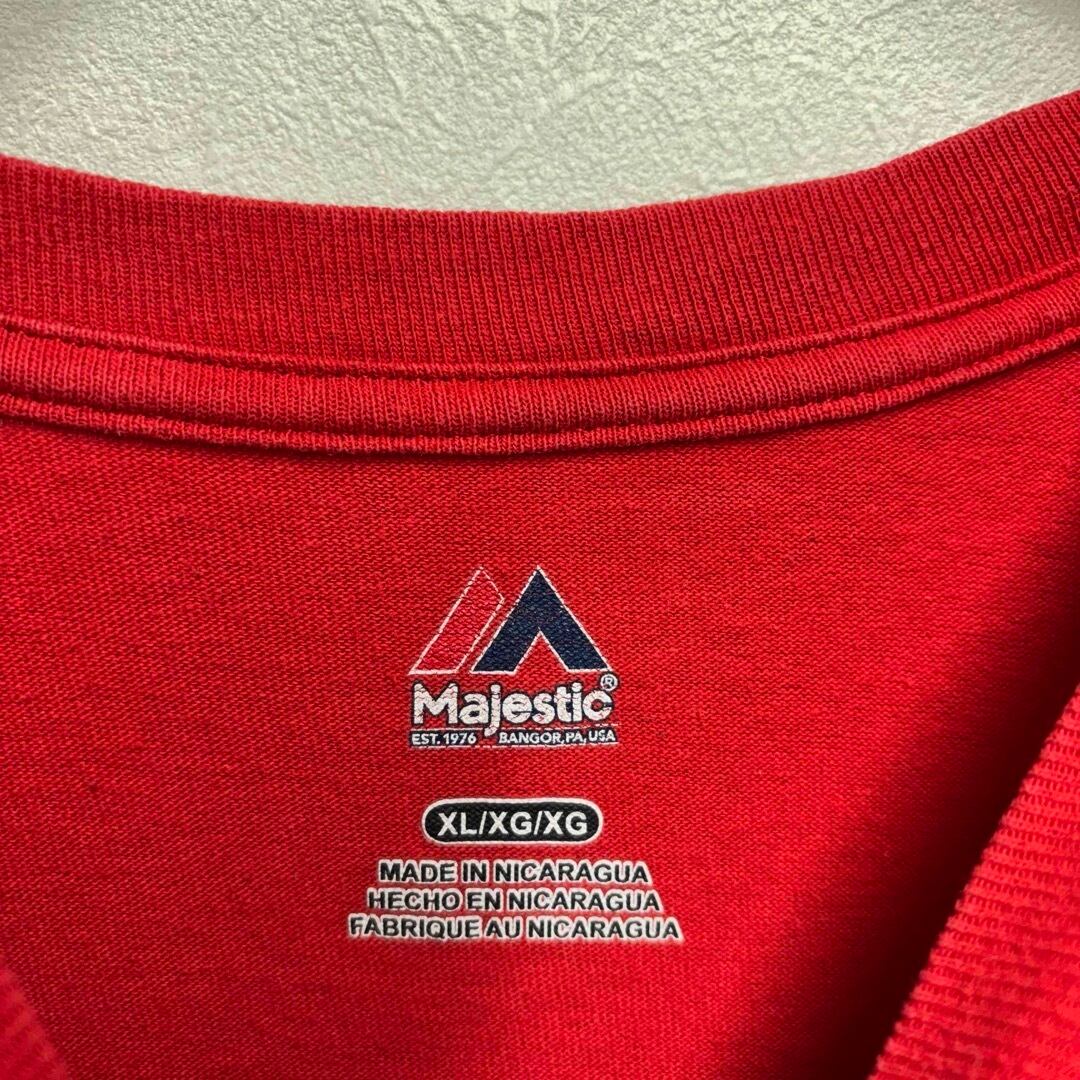 Majestic®
EST. 1976 BANGOR, PA, USA
XL/XG/XG
MADE IN NICARAGUA
HECHO EN NICARAGUA
FABRIQUE AU NICARAGUA